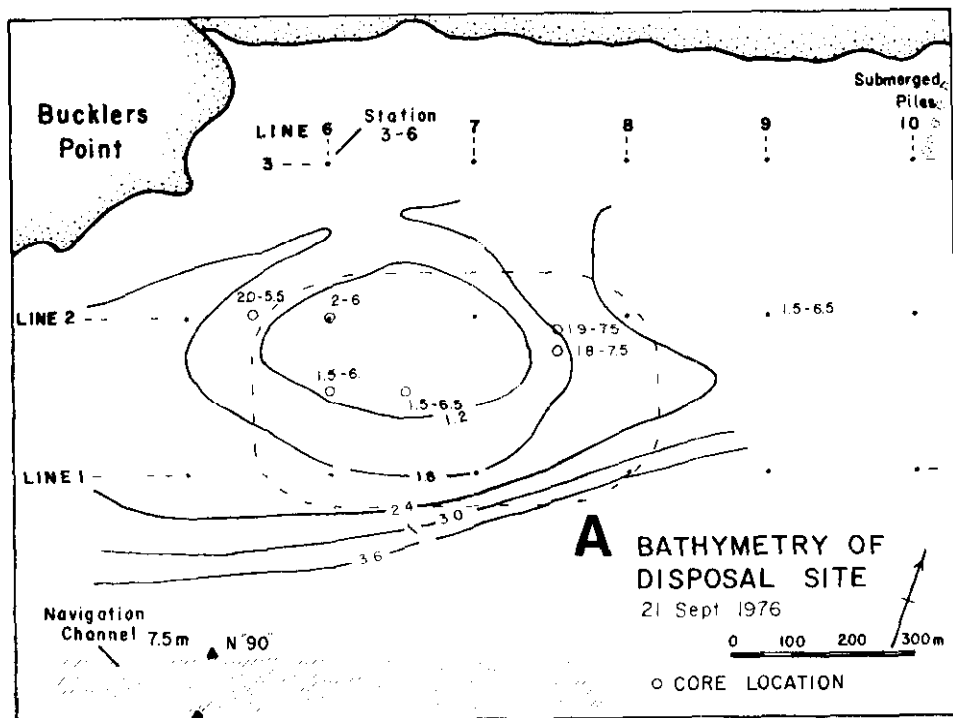 Bucklers
Point
Submerged
Piles
Station
3-6
LINE 6
7
8
9
10
3
20-5.5
2-6
LINE 2
1.5-6.5
1.9-7.5
1.8-7.5
1.5-6.
1.5-6.5
1.2
LINE 1
1.8
2.4
3.0
3.6
A
BATHYMETRY OF
DISPOSAL SITE
21 Sept 1976
Navigation
Channel 7.5m
N "90"
0 100 200 300m
O CORE LOCATION